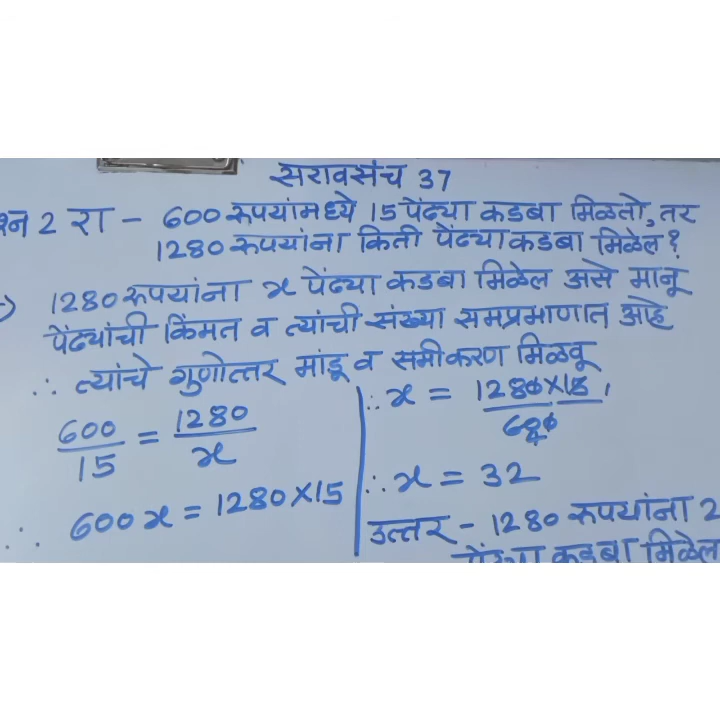 सरावसंच 37
2 रा - 600 रुपयांमध्ये 15 पेंढ्या कडबा मिळतो, तर
1280 रुपयांना किती पेंढ्या कडबा मिळेल ?
1280 रुपयांना x पेंढ्या कडबा मिळेल असे मानू
पेंढ्यांची किंमत व त्यांची संख्या समप्रमाणात आहे
∴ त्यांचे गुणोत्तर मांडू व समीकरण मिळवू
600/15 = 1280/x
∴ 600x = 1280×15
∴ x = 1280×15/600
∴ x = 32
उत्तर - 1280 रुपयांना
कडबा मिळेल